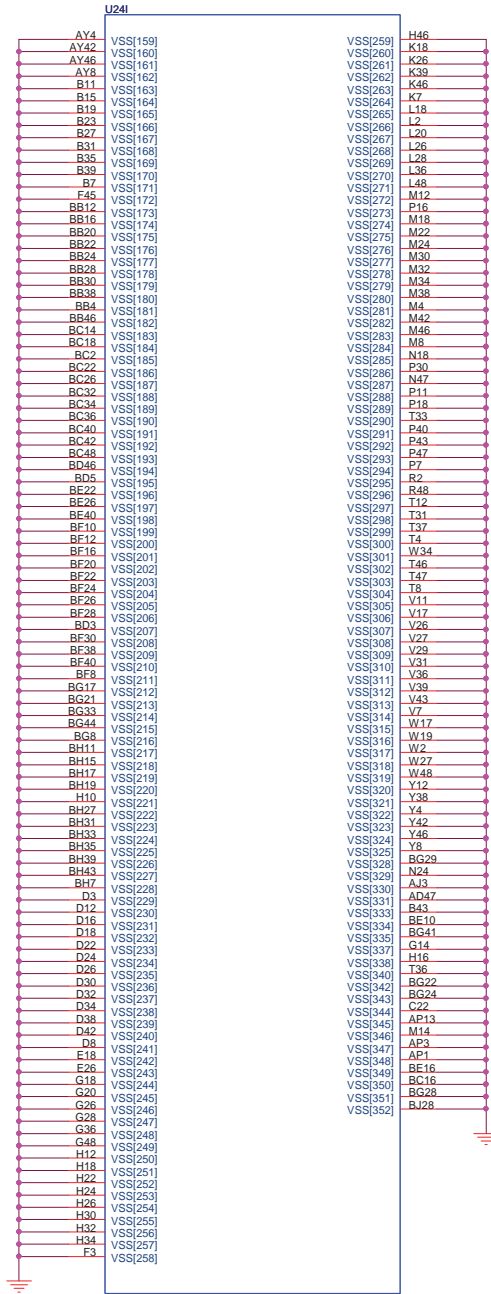 U24I
AY4 VSS[159] VSS[259] H46
AY42 VSS[160] VSS[260] K18
AY46 VSS[161] VSS[261] K26
AY8 VSS[162] VSS[262] K39
B11 VSS[163] VSS[263] K46
B15 VSS[164] VSS[264] K7
B19 VSS[165] VSS[265] L18
B23 VSS[166] VSS[266] L2
B27 VSS[167] VSS[267] L20
B31 VSS[168] VSS[268] L26
B35 VSS[169] VSS[269] L28
B39 VSS[170] VSS[270] L36
B7 VSS[171] VSS[271] L48
F45 VSS[172] VSS[272] M12
BB12 VSS[173] VSS[273] P16
BB16 VSS[174] VSS[274] M18
BB20 VSS[175] VSS[275] M22
BB22 VSS[176] VSS[276] M24
BB24 VSS[177] VSS[277] M30
BB28 VSS[178] VSS[278] M32
BB30 VSS[179] VSS[279] M34
BB38 VSS[180] VSS[280] M38
BB4 VSS[181] VSS[281] M4
BB46 VSS[182] VSS[282] M42
BC14 VSS[183] VSS[283] M46
BC18 VSS[184] VSS[284] M8
BC2 VSS[185] VSS[285] N18
BC22 VSS[186] VSS[286] P30
BC26 VSS[187] VSS[287] N47
BC32 VSS[188] VSS[288] P11
BC34 VSS[189] VSS[289] P18
BC36 VSS[190] VSS[290] T33
BC40 VSS[191] VSS[291] P40
BC42 VSS[192] VSS[292] P43
BC48 VSS[193] VSS[293] P47
BD46 VSS[194] VSS[294] P7
BD5 VSS[195] VSS[295] R2
BE22 VSS[196] VSS[296] R48
BE26 VSS[197] VSS[297] T12
BE40 VSS[198] VSS[298] T31
BF10 VSS[199] VSS[299] T37
BF12 VSS[200] VSS[300] T4
BF16 VSS[201] VSS[301] W34
BF20 VSS[202] VSS[302] T46
BF22 VSS[203] VSS[303] T47
BF24 VSS[204] VSS[304] T8
BF26 VSS[205] VSS[305] V11
BF28 VSS[206] VSS[306] V17
BD3 VSS[207] VSS[307] V26
BF30 VSS[208] VSS[308] V27
BF38 VSS[209] VSS[309] V29
BF40 VSS[210] VSS[310] V31
BF8 VSS[211] VSS[311] V36
BG17 VSS[212] VSS[312] V39
BG21 VSS[213] VSS[313] V43
BG33 VSS[214] VSS[314] V7
BG44 VSS[215] VSS[315] W17
BG8 VSS[216] VSS[316] W19
BH11 VSS[217] VSS[317] W2
BH15 VSS[218] VSS[318] W27
BH17 VSS[219] VSS[319] W48
BH19 VSS[220] VSS[320] Y12
H10 VSS[221] VSS[321] Y38
BH27 VSS[222] VSS[322] Y4
BH31 VSS[223] VSS[323] Y42
BH33 VSS[224] VSS[324] Y46
BH35 VSS[225] VSS[325] Y8
BH39 VSS[226] VSS[328] BG29
BH43 VSS[227] VSS[329] N24
BH7 VSS[228] VSS[330] AJ3
D3 VSS[229] VSS[331] AD47
D12 VSS[230] VSS[333] B43
D16 VSS[231] VSS[334] BE10
D18 VSS[232] VSS[335] BG41
D22 VSS[233] VSS[337] G14
D24 VSS[234] VSS[338] H16
D26 VSS[235] VSS[340] T36
D30 VSS[236] VSS[342] BG22
D32 VSS[237] VSS[343] BG24
D34 VSS[238] VSS[344] C22
D38 VSS[239] VSS[345] AP13
D42 VSS[240] VSS[346] M14
D8 VSS[241] VSS[347] AP3
E18 VSS[242] VSS[348] AP1
E26 VSS[243] VSS[349] BE16
G18 VSS[244] VSS[350] BC16
G20 VSS[245] VSS[351] BG28
G26 VSS[246] VSS[352] BJ28
G28 VSS[247]
G36 VSS[248]
G48 VSS[249]
H12 VSS[250]
H18 VSS[251]
H22 VSS[252]
H24 VSS[253]
H26 VSS[254]
H30 VSS[255]
H32 VSS[256]
H34 VSS[257]
F3 VSS[258]